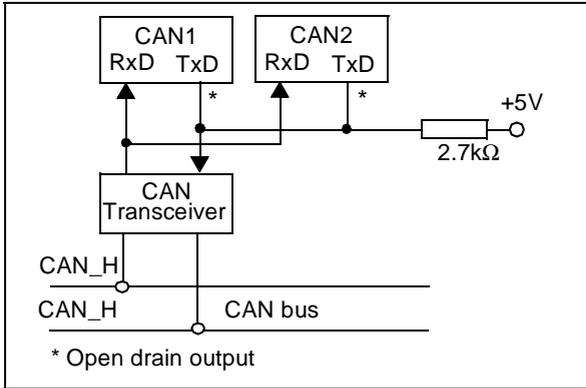 CAN1
RxD TxD
*
CAN2
RxD TxD
*
+5V
2.7kΩ
CAN
Transceiver
CAN_H
CAN_H
CAN bus
* Open drain output